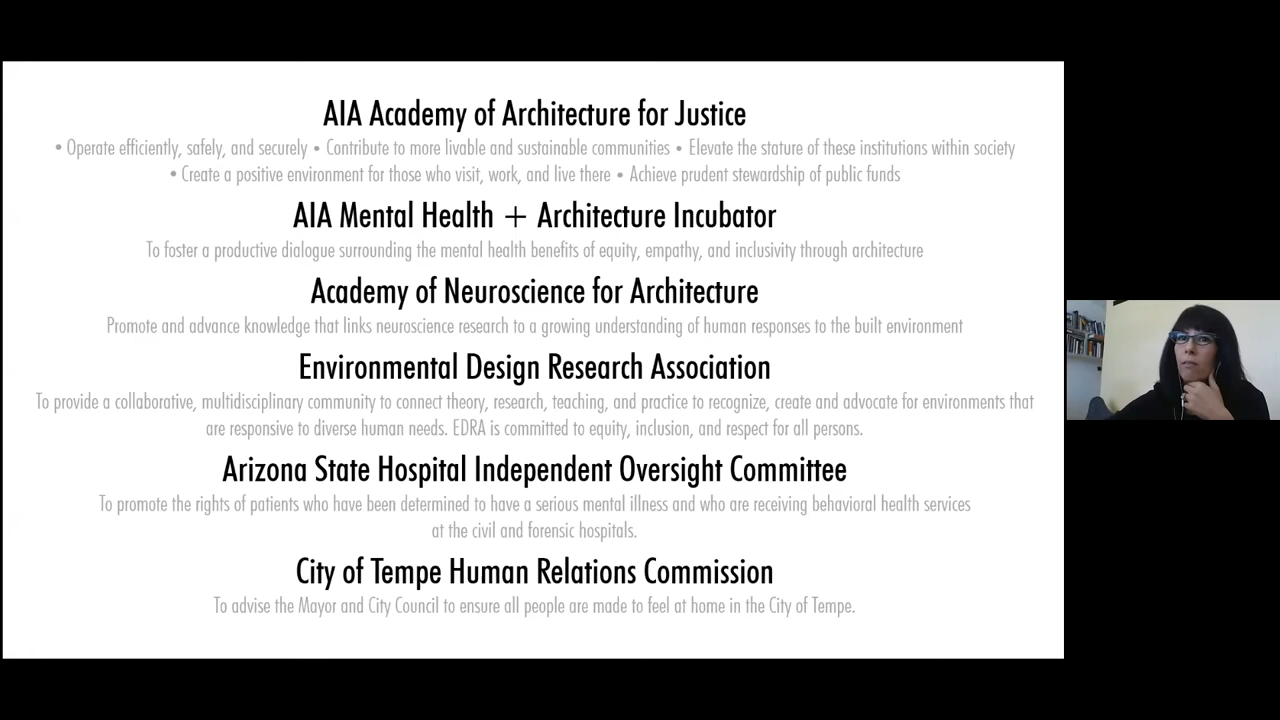 AIA Academy of Architecture for Justice
• Operate efficiently, safely, and securely • Contribute to more livable and sustainable communities • Elevate the stature of these institutions within society
• Create a positive environment for those who visit, work, and live there • Achieve prudent stewardship of public funds
AIA Mental Health + Architecture Incubator
To foster a productive dialogue surrounding the mental health benefits of equity, empathy, and inclusivity through architecture
Academy of Neuroscience for Architecture
Promote and advance knowledge that links neuroscience research to a growing understanding of human responses to the built environment
Environmental Design Research Association
To provide a collaborative, multidisciplinary community to connect theory, research, teaching, and practice to recognize, create and advocate for environments that
are responsive to diverse human needs. EDRA is committed to equity, inclusion, and respect for all persons.
Arizona State Hospital Independent Oversight Committee
To promote the rights of patients who have been determined to have a serious mental illness and who are receiving behavioral health services
at the civil and forensic hospitals.
City of Tempe Human Relations Commission
To advise the Mayor and City Council to ensure all people are made to feel at home in the City of Tempe.